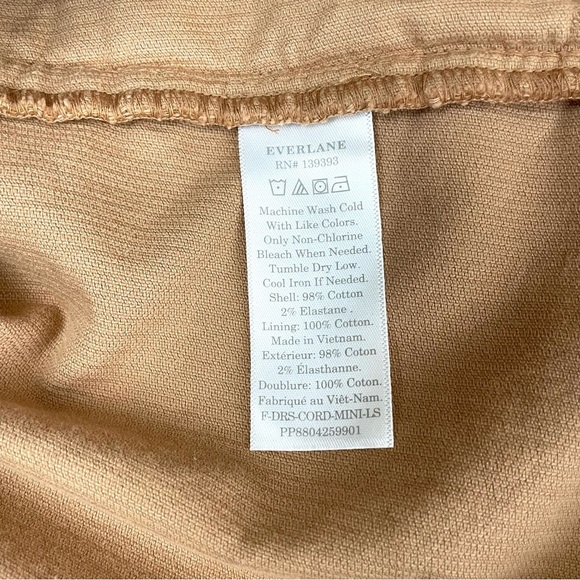 EVERLANE
RN# 139393
Machine Wash Cold
With Like Colors.
Only Non-Chlorine
Bleach When Needed.
Tumble Dry Low.
Cool Iron If Needed.
Shell: 98% Cotton
2% Elastane .
Lining: 100% Cotton.
Made in Vietnam.
Extérieur: 98% Coton
2% Élasthanne.
Doublure: 100% Coton.
Fabriqué au Viêt-Nam.
F-DRS-CORD-MINI-LS
PP8804259901